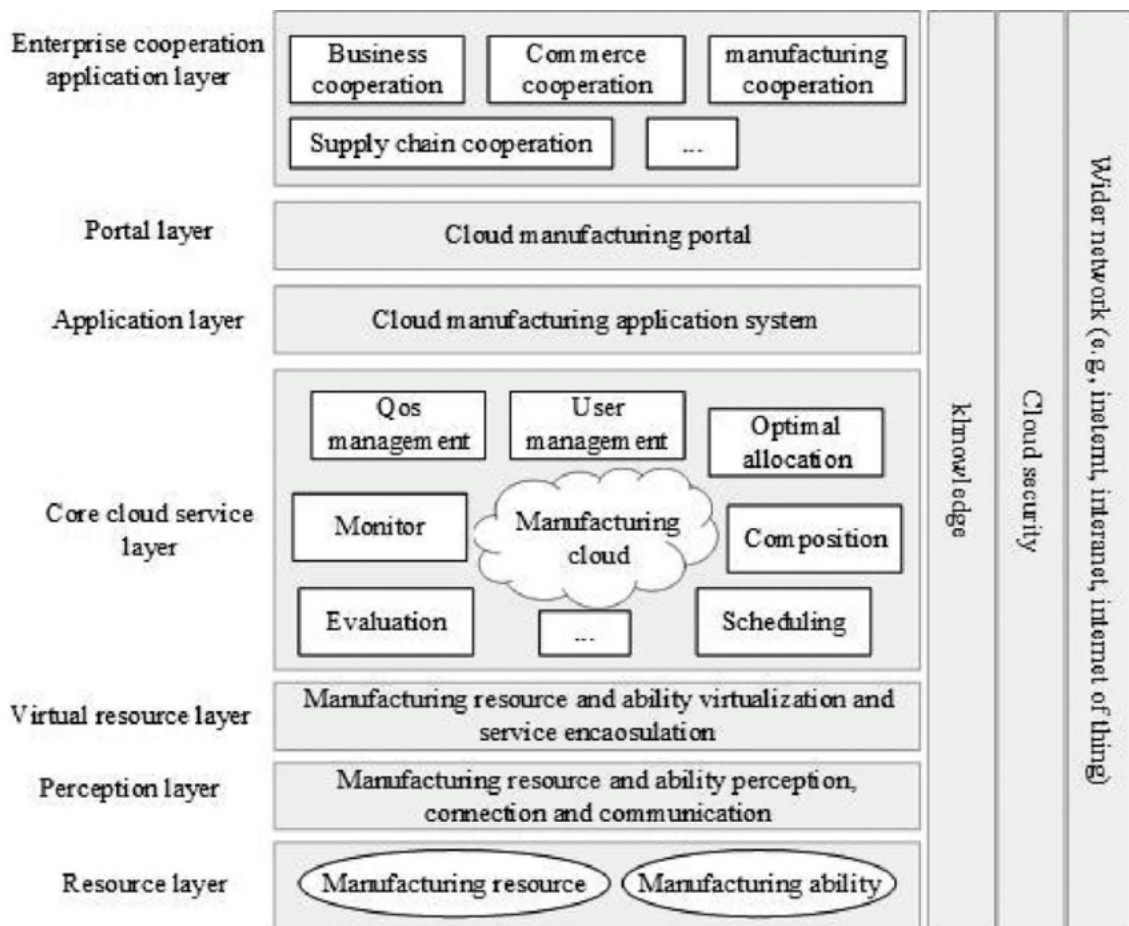 Enterprise cooperation
application layer
Business
cooperation
Commerce
cooperation
manufacturing
cooperation
Supply chain cooperation
...
Portal layer
Cloud manufacturing portal
Application layer
Cloud manufacturing application system
Core cloud service
layer
Qos
management
User
management
Optimal
allocation
Monitor
Manufacturing
cloud
Composition
Evaluation
...
Scheduling
Virtual resource layer
Manufacturing resource and ability virtualization and
service encaosulation
Perception layer
Manufacturing resource and ability perception,
connection and communication
Resource layer
Manufacturing resource
Manufacturing ability
khnowledge
Cloud security
Wider network (e.g., ineternt, interanet, internet of thing)